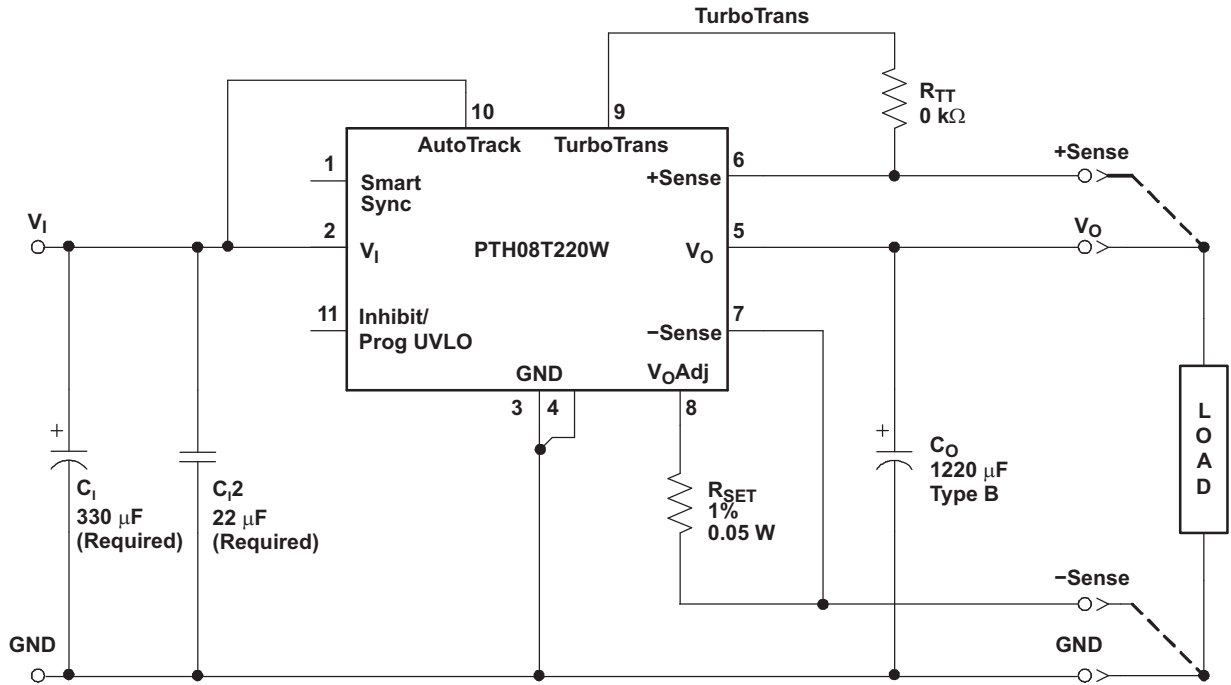 TurboTrans
R_TT
0 kΩ
10
9
AutoTrack
TurboTrans
1
Smart
Sync
6
+Sense
+Sense
V_I
2
V_I
PTH08T220W
5
V_O
V_O
11
Inhibit/
Prog UVLO
7
−Sense
GND
V_OAdj
3
4
8
+
C_I
330 μF
(Required)
C_I2
22 μF
(Required)
R_SET
1%
0.05 W
+
C_O
1220 μF
Type B
LOAD
−Sense
GND
GND